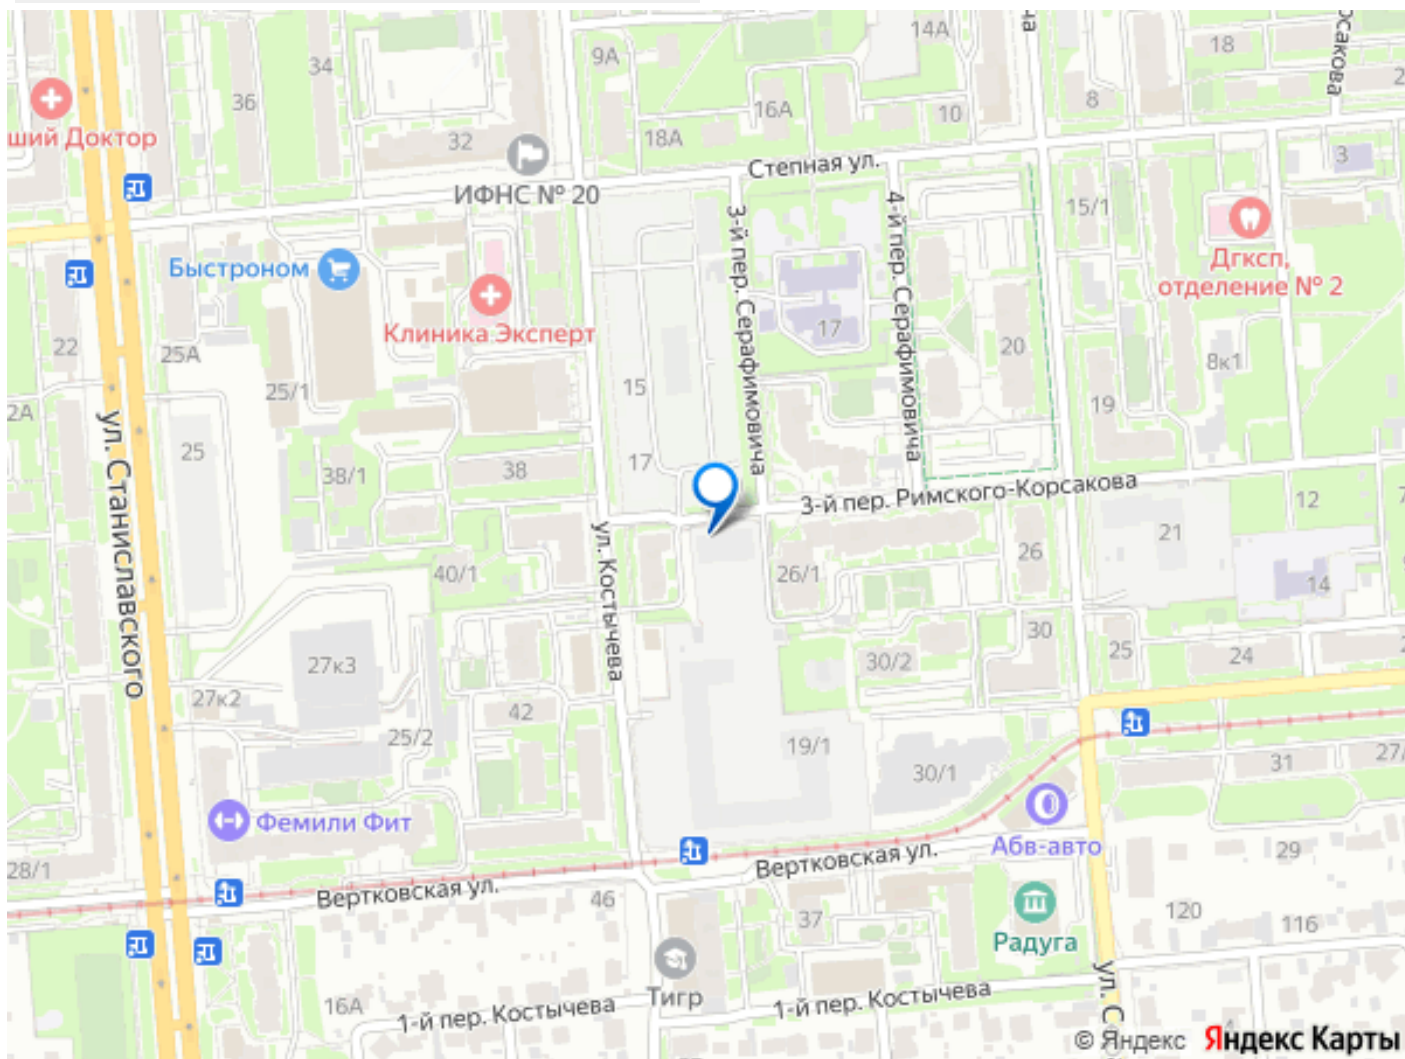 14А
18
9А
34
36
16А
8
10
ший Доктор
32
18А
3
Степная ул.
ИФНС № 20
15/1
3-й пер. Серафимовича
4-й пер. Серафимовича
Быстроном
Дгксп,
отделение № 2
Клиника Эксперт
17
22
25А
20
8к1
25/1
15
2А
19
ул. Станиславского
25
38/1
38
17
3-й пер. Римского-Корсакова
12
21
ул. Костычева
26
40/1
26/1
14
30
27к3
30/2
25
24
27к2
42
25/2
19/1
30/1
31
27/
Фемили Фит
Абв-авто
Вертковская ул.
29
28/1
Вертковская ул.
46
37
120
116
Радуга
Тигр
16А
1-й пер. Костычева
1-й пер. Костычева
ул. С
© Яндекс Яндекс Карты